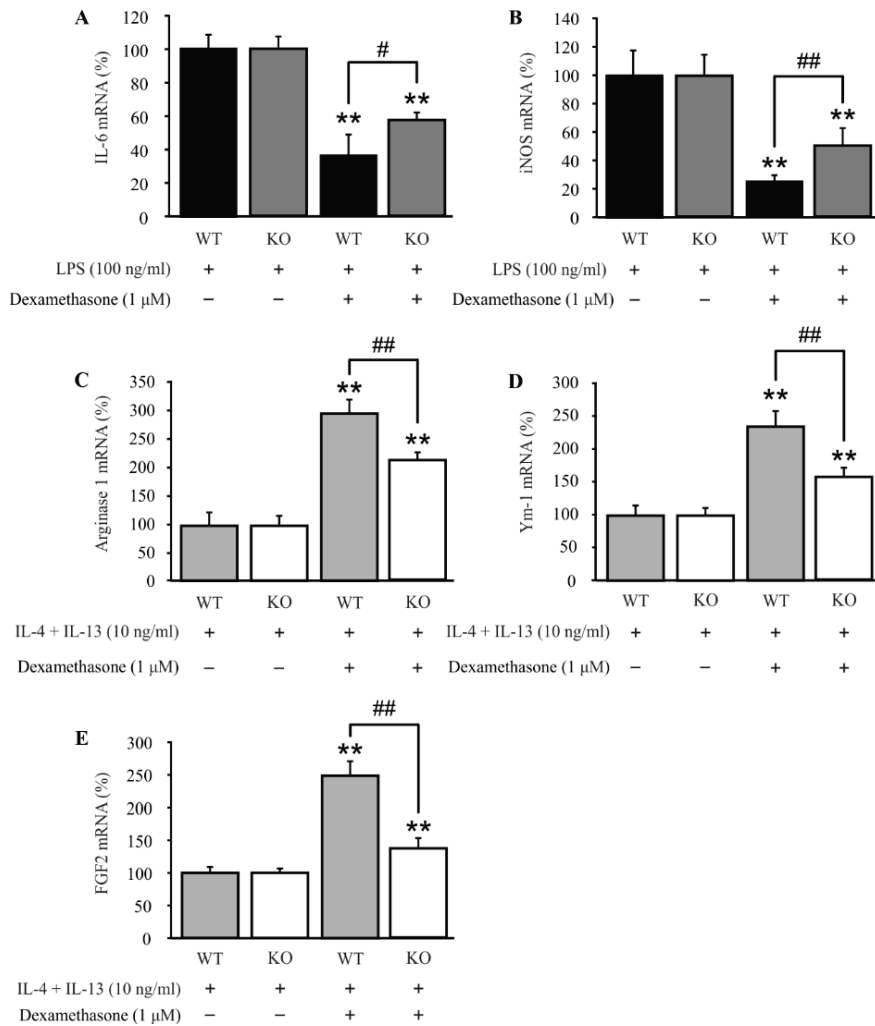 A
IL-6 mRNA (%)
120
100
80
60
40
20
0
#
** **
WT KO WT KO
LPS (100 ng/ml) + + + +
Dexamethasone (1 μM) – – + +
B
iNOS mRNA (%)
140
120
100
80
60
40
20
0
##
** **
WT KO WT KO
LPS (100 ng/ml) + + + +
Dexamethasone (1 μM) – – + +
C
Arginase 1 mRNA (%)
350
300
250
200
150
100
50
0
##
** **
WT KO WT KO
IL-4 + IL-13 (10 ng/ml) + + + +
Dexamethasone (1 μM) – – + +
D
Ym-1 mRNA (%)
300
250
200
150
100
50
0
##
** **
WT KO WT KO
IL-4 + IL-13 (10 ng/ml) + + + +
Dexamethasone (1 μM) – – + +
E
FGF2 mRNA (%)
300
250
200
150
100
50
0
##
** **
WT KO WT KO
IL-4 + IL-13 (10 ng/ml) + + + +
Dexamethasone (1 μM) – – + +